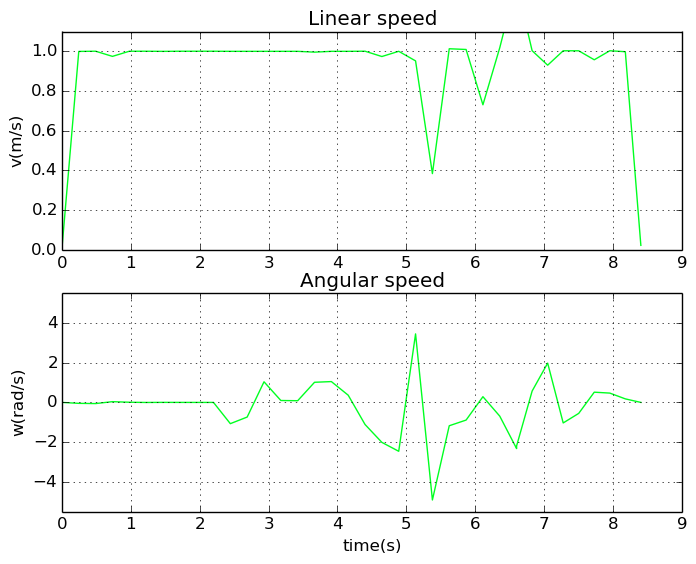 Linear speed
1.0
0.8
0.6
0.4
0.2
0.0
v(m/s)
0 1 2 3 4 5 6 7 8 9
Angular speed
4
2
0
−2
−4
w(rad/s)
0 1 2 3 4 5 6 7 8 9
time(s)